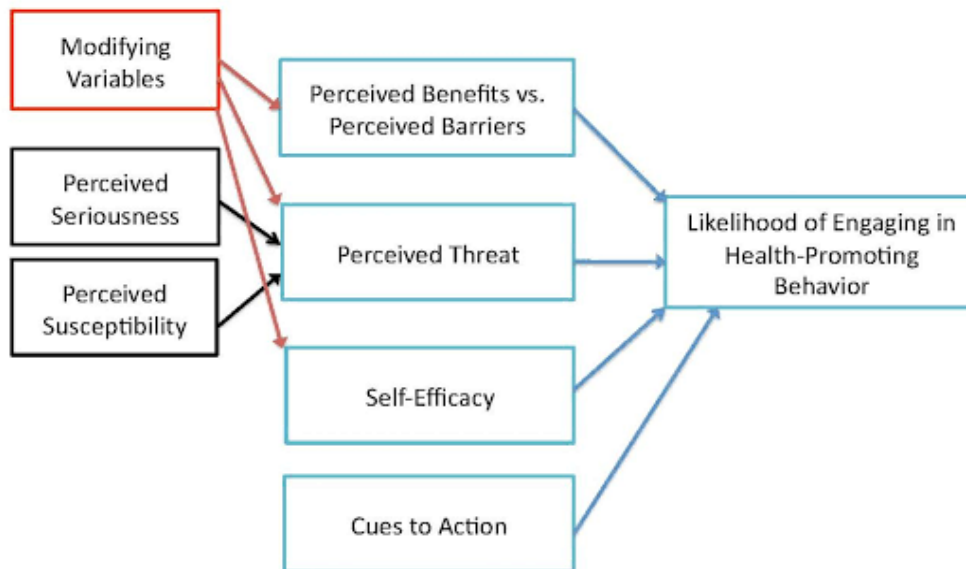 Modifying
Variables
Perceived
Seriousness
Perceived
Susceptibility
Perceived Benefits vs.
Perceived Barriers
Perceived Threat
Self-Efficacy
Cues to Action
Likelihood of Engaging in
Health-Promoting
Behavior